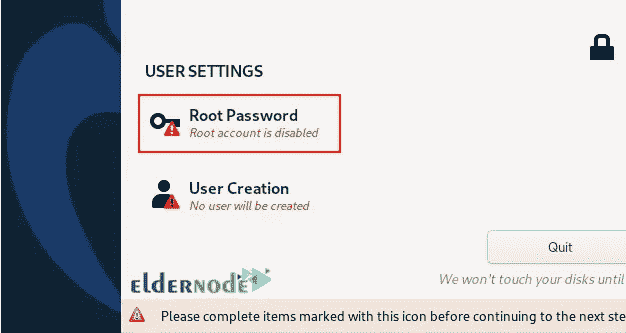 USER SETTINGS
Root Password
Root account is disabled
User Creation
No user will be created
Quit
eldernode
We won't touch your disks until
Please complete items marked with this icon before continuing to the next ste